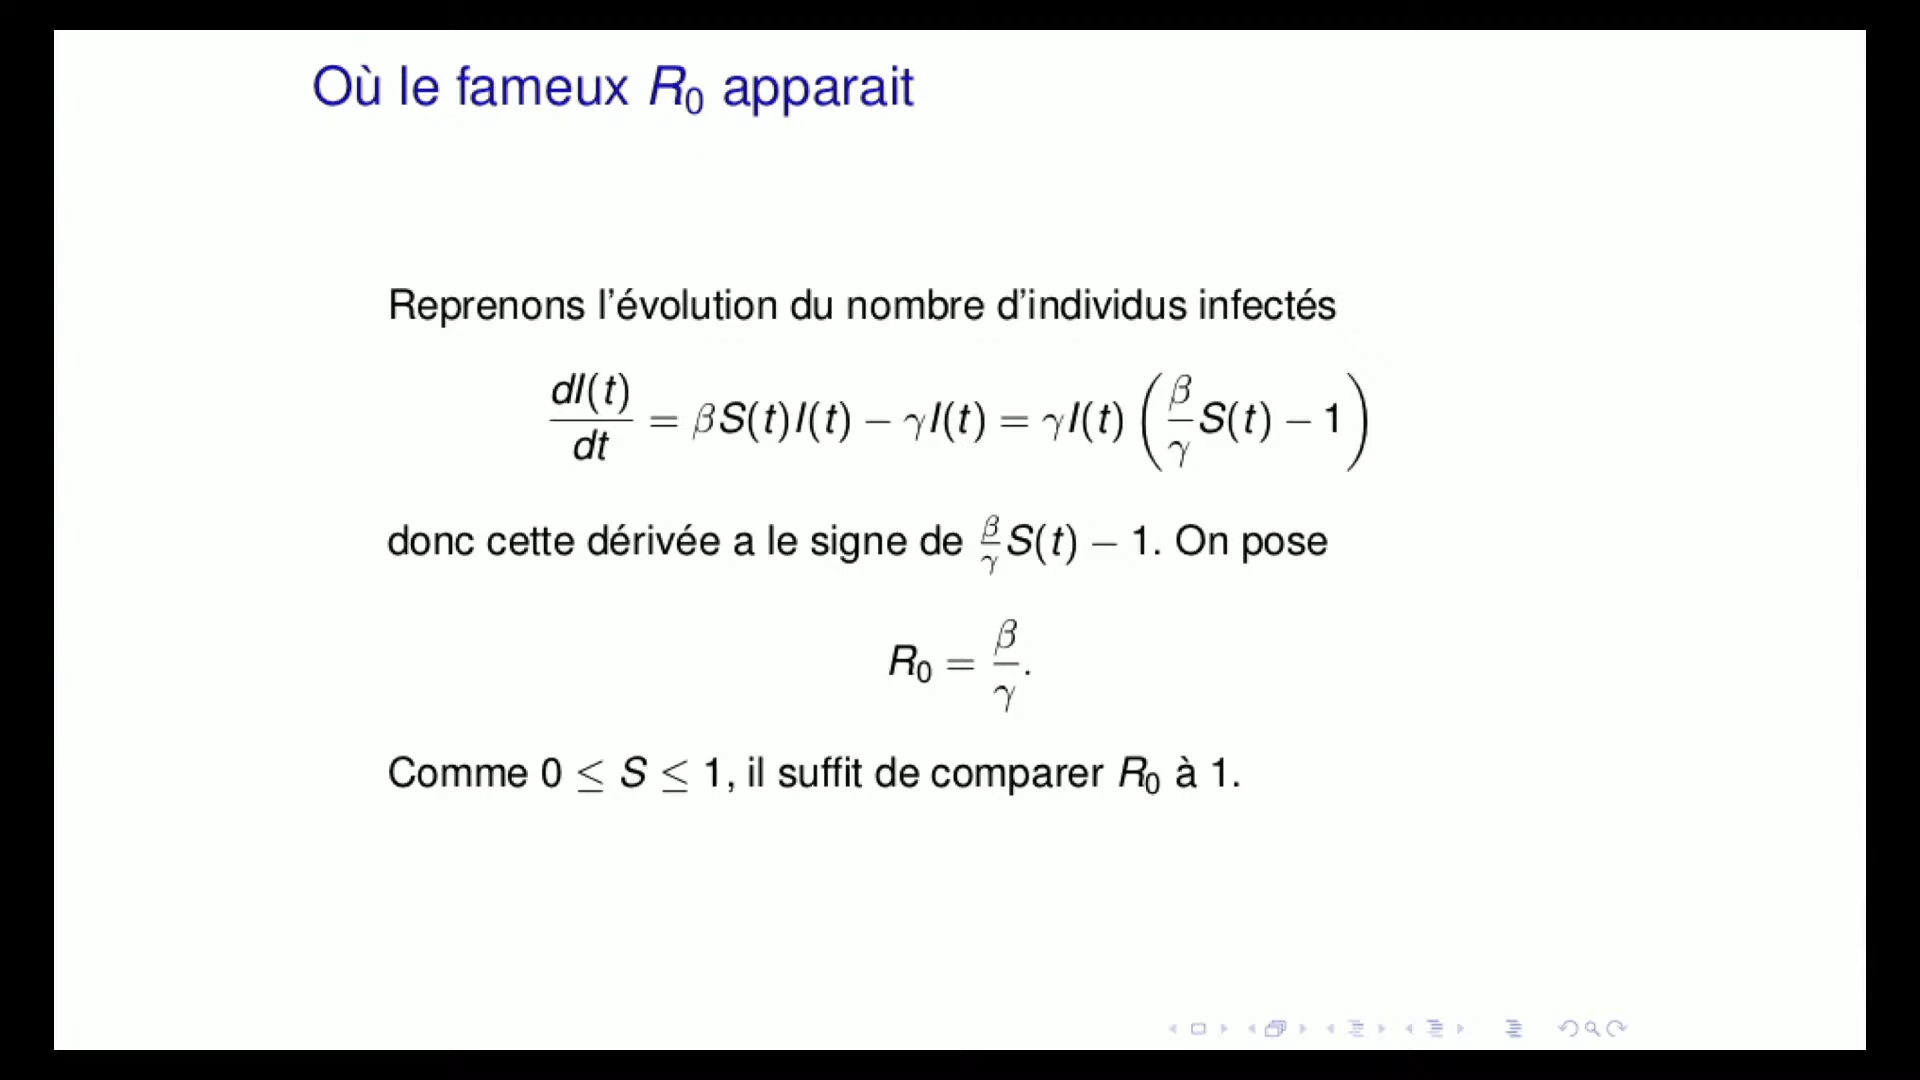 Où le fameux R₀ apparait
Reprenons l'évolution du nombre d'individus infectés
dI(t)/dt = βS(t)I(t) − γI(t) = γI(t) (β/γ S(t) − 1)
donc cette dérivée a le signe de β/γ S(t) − 1. On pose
R₀ = β/γ.
Comme 0 ≤ S ≤ 1, il suffit de comparer R₀ à 1.